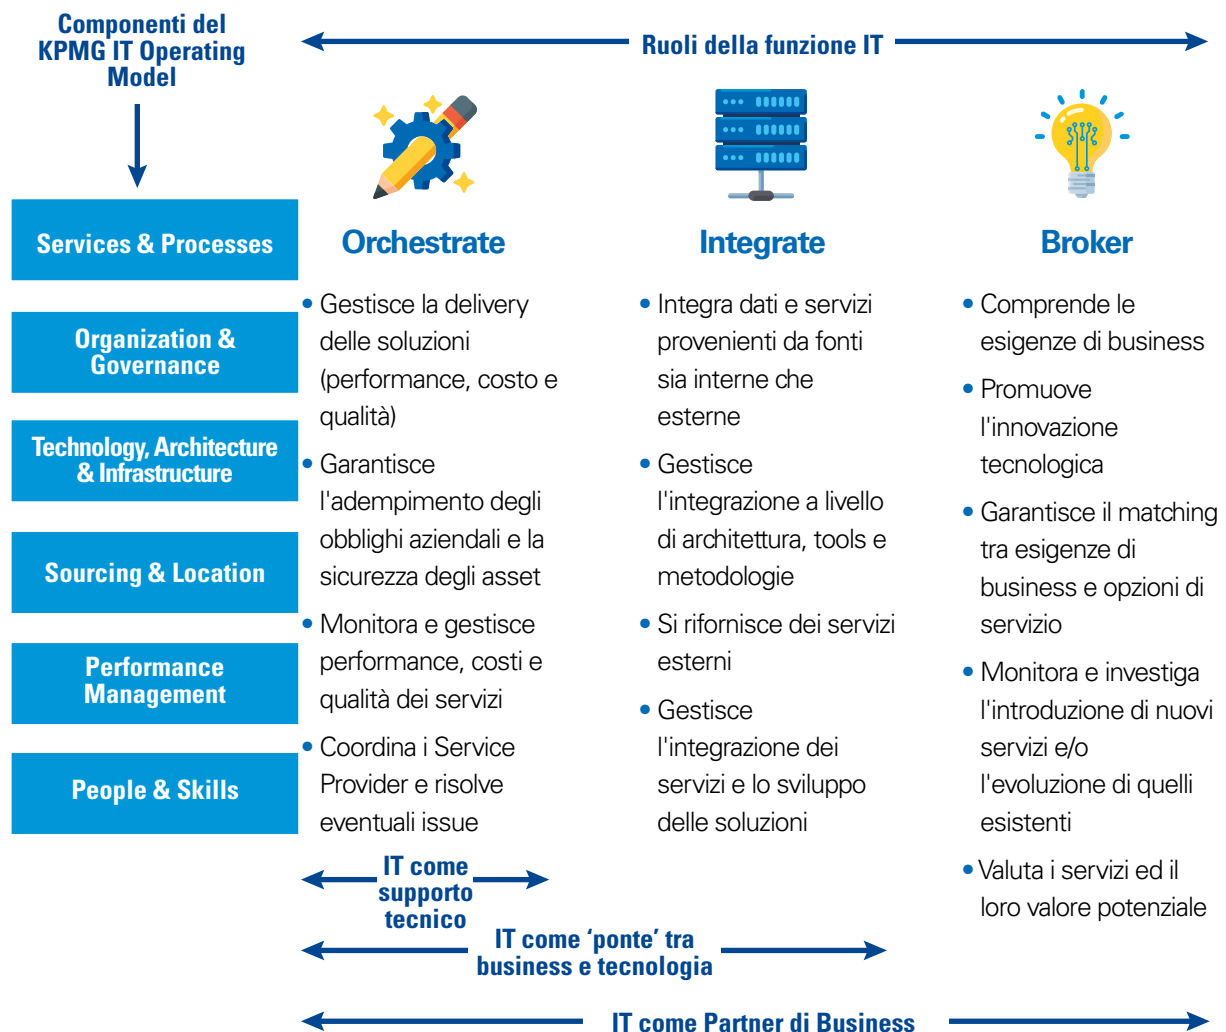 Componenti del
KPMG IT Operating
Model
Ruoli della funzione IT
Services & Processes
Organization &
Governance
Technology, Architecture
& Infrastructure
Sourcing & Location
Performance
Management
People & Skills
Orchestrate
• Gestisce la delivery
delle soluzioni
(performance, costo e
qualità)
• Garantisce
l'adempimento degli
obblighi aziendali e la
sicurezza degli asset
• Monitora e gestisce
performance, costi e
qualità dei servizi
• Coordina i Service
Provider e risolve
eventuali issue
Integrate
• Integra dati e servizi
provenienti da fonti
sia interne che
esterne
• Gestisce
l'integrazione a livello
di architettura, tools e
metodologie
• Si rifornisce dei servizi
esterni
• Gestisce
l'integrazione dei
servizi e lo sviluppo
delle soluzioni
Broker
• Comprende le
esigenze di business
• Promuove
l'innovazione
tecnologica
• Garantisce il matching
tra esigenze di
business e opzioni di
servizio
• Monitora e investiga
l'introduzione di nuovi
servizi e/o
l'evoluzione di quelli
esistenti
• Valuta i servizi ed il
loro valore potenziale
IT come
supporto
tecnico
IT come ‘ponte’ tra
business e tecnologia
IT come Partner di Business